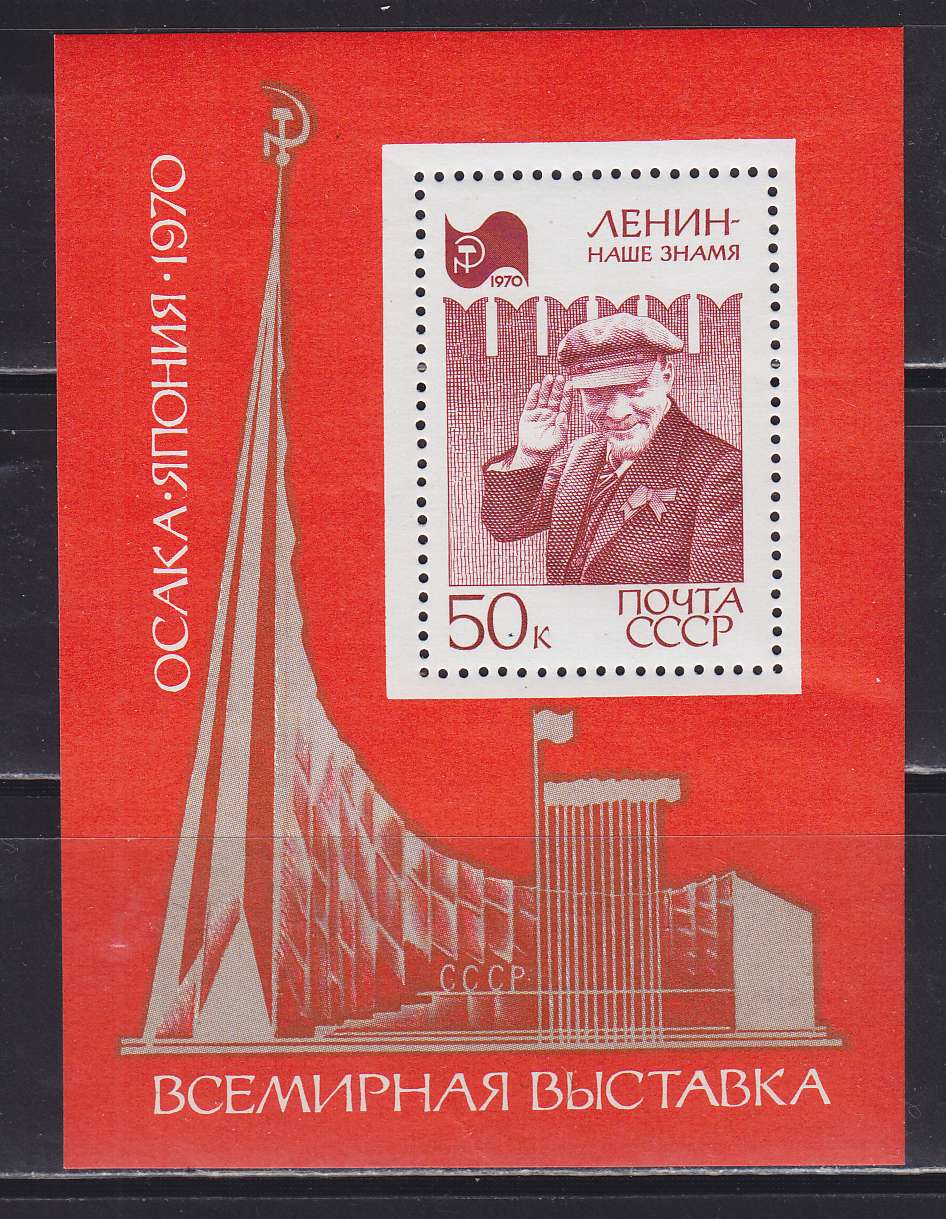 ОСАКА·ЯПОНИЯ·1970
ЛЕНИН-
НАШЕ ЗНАМЯ
1970
50К
ПОЧТА
СССР
СССР
ВСЕМИРНАЯ ВЫСТАВКА